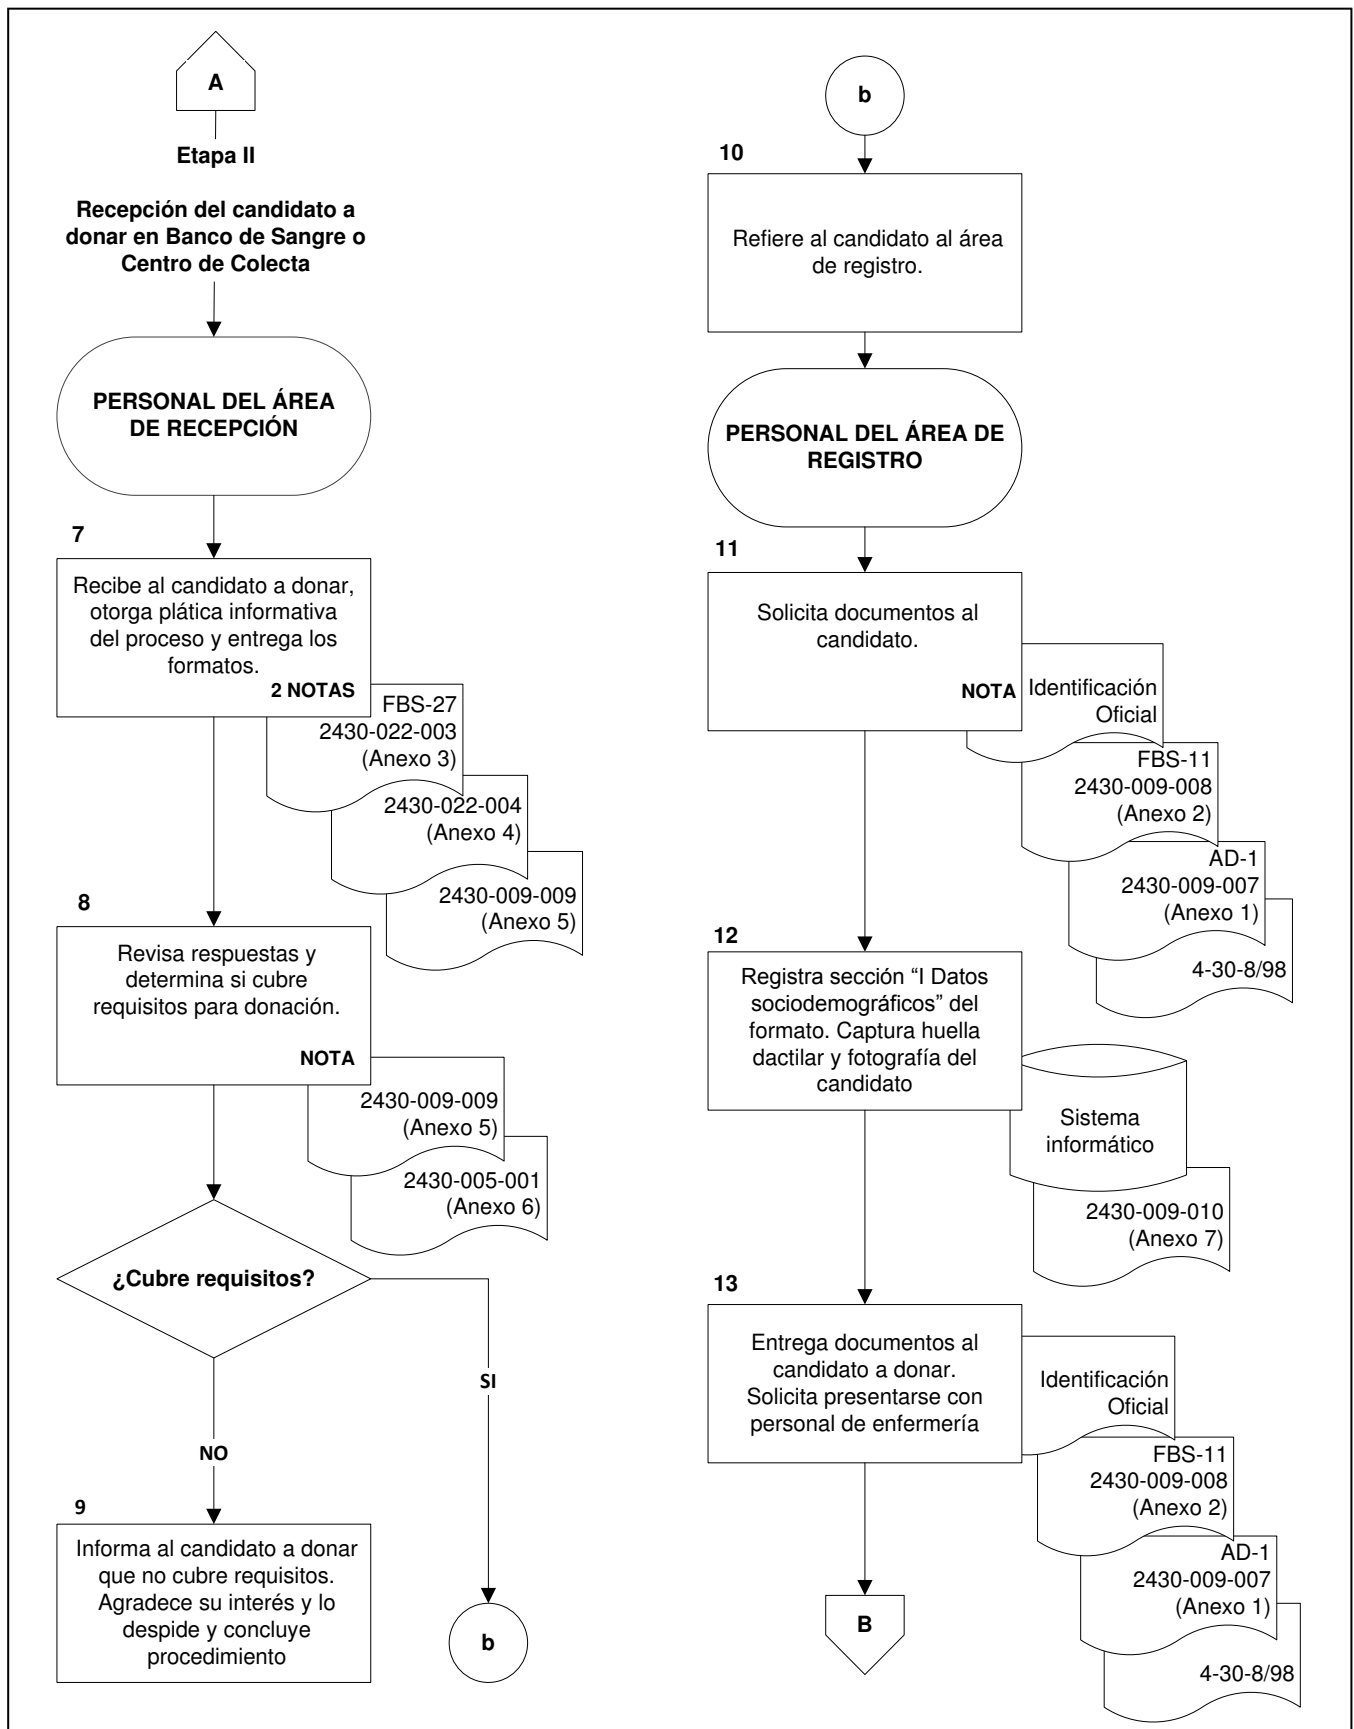 A
Etapa II
Recepción del candidato a
donar en Banco de Sangre o
Centro de Colecta
PERSONAL DEL ÁREA
DE RECEPCIÓN
7
Recibe al candidato a donar,
otorga plática informativa
del proceso y entrega los
formatos.
2 NOTAS
FBS-27
2430-022-003
(Anexo 3)
2430-022-004
(Anexo 4)
2430-009-009
(Anexo 5)
8
Revisa respuestas y
determina si cubre
requisitos para donación.
NOTA
2430-009-009
(Anexo 5)
2430-005-001
(Anexo 6)
¿Cubre requisitos?
SI
NO
9
Informa al candidato a donar
que no cubre requisitos.
Agradece su interés y lo
despide y concluye
procedimiento
b
b
10
Refiere al candidato al área
de registro.
PERSONAL DEL ÁREA DE
REGISTRO
11
Solicita documentos al
candidato.
NOTA
Identificación
Oficial
FBS-11
2430-009-008
(Anexo 2)
AD-1
2430-009-007
(Anexo 1)
4-30-8/98
12
Registra sección “I Datos
sociodemográficos” del
formato. Captura huella
dactilar y fotografía del
candidato
Sistema
informático
2430-009-010
(Anexo 7)
13
Entrega documentos al
candidato a donar.
Solicita presentarse con
personal de enfermería
Identificación
Oficial
FBS-11
2430-009-008
(Anexo 2)
AD-1
2430-009-007
(Anexo 1)
4-30-8/98
B